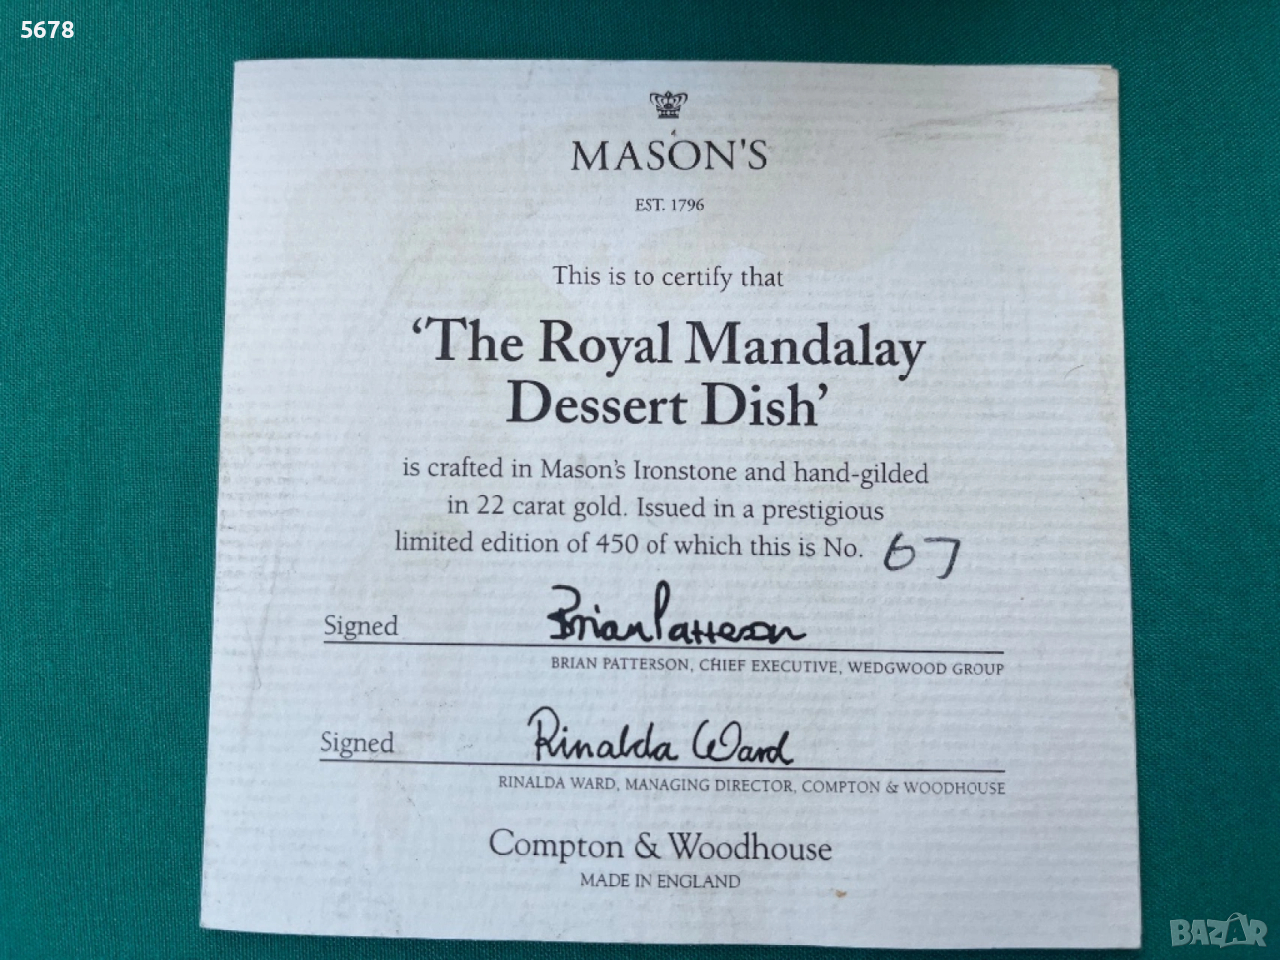 5678
MASON'S
EST. 1796
This is to certify that
‘The Royal Mandalay
Dessert Dish’
is crafted in Mason's Ironstone and hand-gilded
in 22 carat gold. Issued in a prestigious
limited edition of 450 of which this is No. 67
Signed Brian Patterson
BRIAN PATTERSON, CHIEF EXECUTIVE, WEDGWOOD GROUP
Signed Rinalda Ward
RINALDA WARD, MANAGING DIRECTOR, COMPTON & WOODHOUSE
Compton & Woodhouse
MADE IN ENGLAND
BAZAR